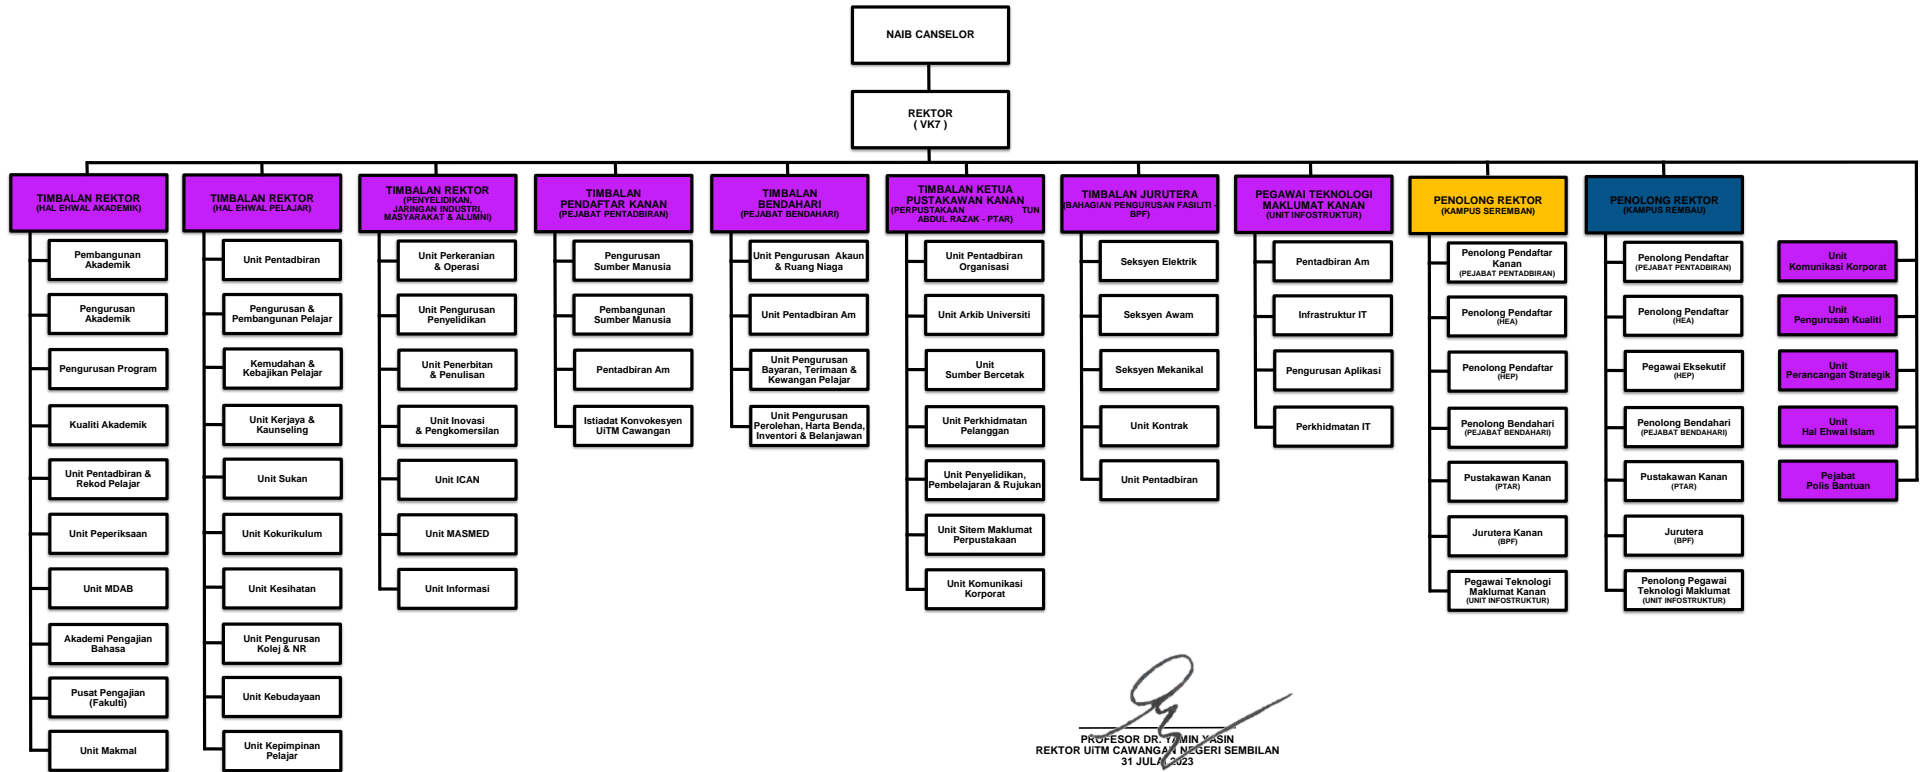 NAIB CANSELOR
REKTOR
( VK7 )
TIMBALAN REKTOR
(HAL EHWAL AKADEMIK)
Pembangunan
Akademik
Pengurusan
Akademik
Pengurusan Program
Kualiti Akademik
Unit Pentadbiran &
Rekod Pelajar
Unit Peperiksaan
Unit MDAB
Akademi Pengajian
Bahasa
Pusat Pengajian
(Fakulti)
Unit Makmal
TIMBALAN REKTOR
(HAL EHWAL PELAJAR)
Unit Pentadbiran
Pengurusan &
Pembangunan Pelajar
Kemudahan &
Kebajikan Pelajar
Unit Kerjaya &
Kaunseling
Unit Sukan
Unit Kokurikulum
Unit Kesihatan
Unit Pengurusan
Kolej & NR
Unit Kebudayaan
Unit Kepimpinan
Pelajar
TIMBALAN REKTOR
(PENYELIDIKAN,
JARINGAN INDUSTRI,
MASYARAKAT & ALUMNI)
Unit Perkeranian
& Operasi
Unit Pengurusan
Penyelidikan
Unit Penerbitan
& Penulisan
Unit Inovasi
& Pengkomersilan
Unit ICAN
Unit MASMED
Unit Informasi
TIMBALAN
PENDAFTAR KANAN
(PEJABAT PENTADBIRAN)
Pengurusan
Sumber Manusia
Pembangunan
Sumber Manusia
Pentadbiran Am
Istiadat Konvokesyen
UiTM Cawangan
TIMBALAN
BENDAHARI
(PEJABAT BENDAHARI)
Unit Pengurusan Akaun
& Ruang Niaga
Unit Pentadbiran Am
Unit Pengurusan
Bayaran, Terimaan &
Kewangan Pelajar
Unit Pengurusan
Perolehan, Harta Benda,
Inventori & Belanjawan
TIMBALAN KETUA
PUSTAKAWAN KANAN
(PERPUSTAKAAN TUN
ABDUL RAZAK - PTAR)
Unit Pentadbiran
Organisasi
Unit Arkib Universiti
Unit
Sumber Bercetak
Unit Perkhidmatan
Pelanggan
Unit Penyelidikan,
Pembelajaran & Rujukan
Unit Sitem Maklumat
Perpustakaan
Unit Komunikasi
Korporat
TIMBALAN JURUTERA
(BAHAGIAN PENGURUSAN FASILITI -
BPF)
Seksyen Elektrik
Seksyen Awam
Seksyen Mekanikal
Unit Kontrak
Unit Pentadbiran
PEGAWAI TEKNOLOGI
MAKLUMAT KANAN
(UNIT INFOSTRUKTUR)
Pentadbiran Am
Infrastruktur IT
Pengurusan Aplikasi
Perkhidmatan IT
PENOLONG REKTOR
(KAMPUS SEREMBAN)
Penolong Pendaftar
Kanan
(PEJABAT PENTADBIRAN)
Penolong Pendaftar
(HEA)
Penolong Pendaftar
(HEP)
Penolong Bendahari
(PEJABAT BENDAHARI)
Pustakawan Kanan
(PTAR)
Jurutera Kanan
(BPF)
Pegawai Teknologi
Maklumat Kanan
(UNIT INFOSTRUKTUR)
PENOLONG REKTOR
(KAMPUS REMBAU)
Penolong Pendaftar
(PEJABAT PENTADBIRAN)
Penolong Pendaftar
(HEA)
Pegawai Eksekutif
(HEP)
Penolong Bendahari
(PEJABAT BENDAHARI)
Pustakawan Kanan
(PTAR)
Jurutera
(BPF)
Penolong Pegawai
Teknologi Maklumat
(UNIT INFOSTRUKTUR)
Unit
Komunikasi Korporat
Unit
Pengurusan Kualiti
Unit
Perancangan Strategik
Unit
Hal Ehwal Islam
Pejabat
Polis Bantuan
PROFESOR DR. YAMIN YASIN
REKTOR UiTM CAWANGAN NEGERI SEMBILAN
31 JULAI 2023